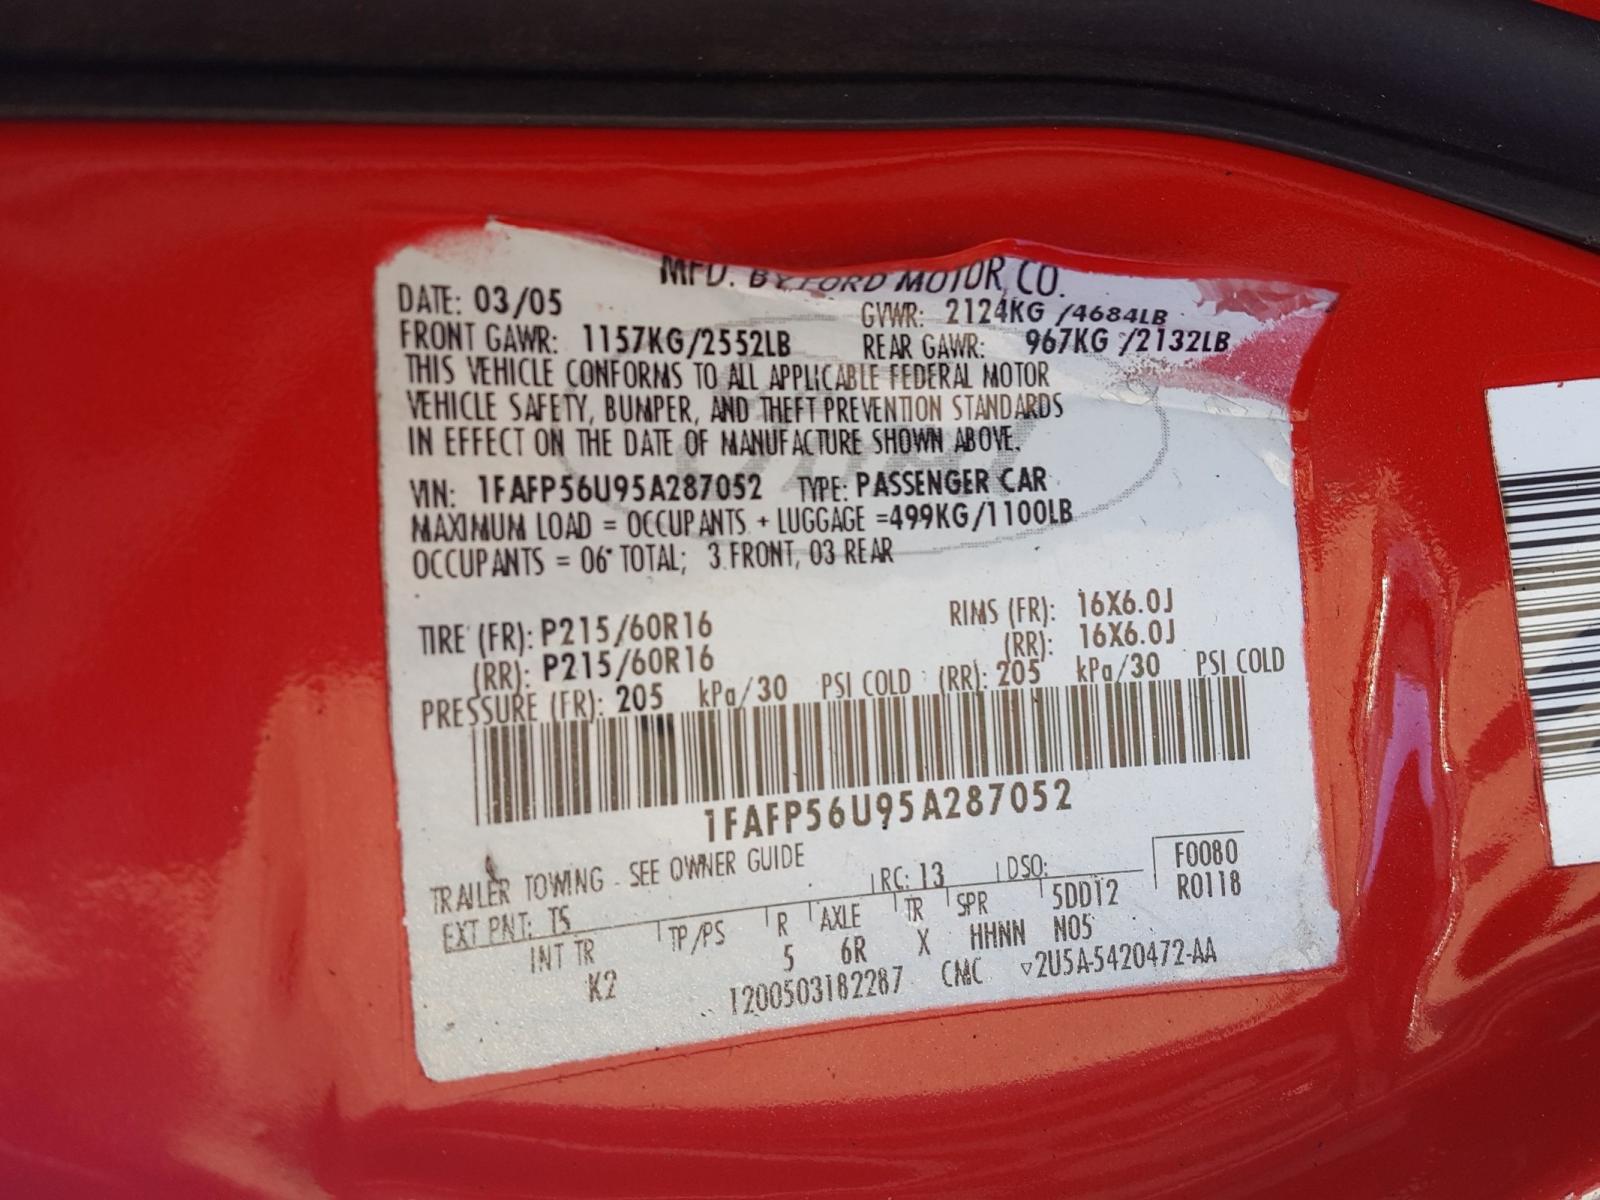 MFD. BY FORD MOTOR CO.
DATE: 03/05 GVWR: 2124KG /4684LB
FRONT GAWR: 1157KG/2552LB REAR GAWR: 967KG /2132LB
THIS VEHICLE CONFORMS TO ALL APPLICABLE FEDERAL MOTOR
VEHICLE SAFETY, BUMPER, AND THEFT PREVENTION STANDARDS
IN EFFECT ON THE DATE OF MANUFACTURE SHOWN ABOVE.
VIN: 1FAFP56U95A287052 TYPE: PASSENGER CAR
MAXIMUM LOAD = OCCUPANTS + LUGGAGE =499KG/1100LB
OCCUPANTS = 06 TOTAL; 3 FRONT, 03 REAR
TIRE (FR): P215/60R16 RIMS (FR): 16X6.0J
(RR): P215/60R16 (RR): 16X6.0J
PRESSURE (FR): 205 kPa/30 PSI COLD (RR): 205 kPa/30 PSI COLD
1FAFP56U95A287052
TRAILER TOWING - SEE OWNER GUIDE
EXT PNT: T5 RC: 13 DSO: F0080
INT TR TP/PS R AXLE TR SPR 5DDT2 R0118
K2 5 6R X HHNN N05
T200503182287 CMC ▽2U5A-5420472-AA